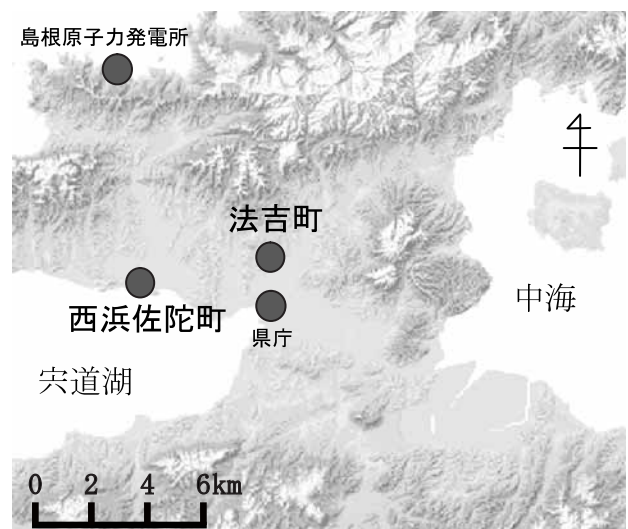 島根原子力発電所
法吉町
西浜佐陀町
県庁
中海
宍道湖
0 2 4 6km